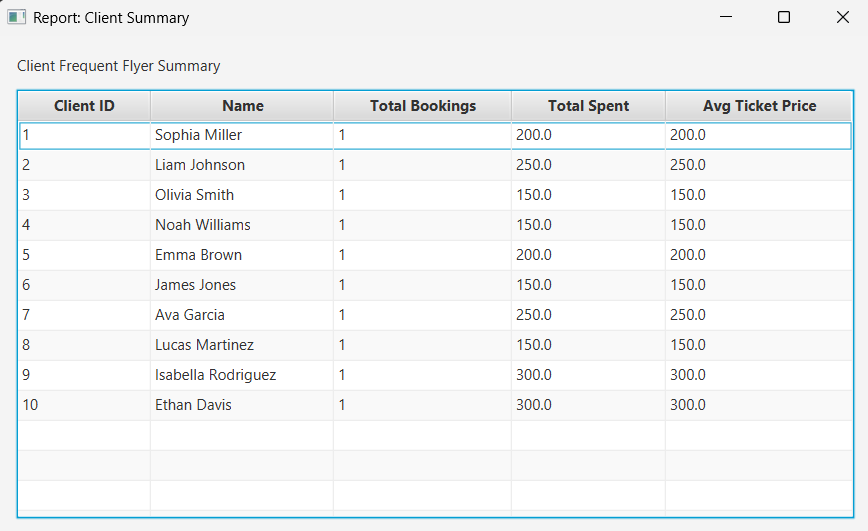 Report: Client Summary
Client Frequent Flyer Summary
Client ID Name Total Bookings Total Spent Avg Ticket Price
1 Sophia Miller 1 200.0 200.0
2 Liam Johnson 1 250.0 250.0
3 Olivia Smith 1 150.0 150.0
4 Noah Williams 1 150.0 150.0
5 Emma Brown 1 200.0 200.0
6 James Jones 1 150.0 150.0
7 Ava Garcia 1 250.0 250.0
8 Lucas Martinez 1 150.0 150.0
9 Isabella Rodriguez 1 300.0 300.0
10 Ethan Davis 1 300.0 300.0